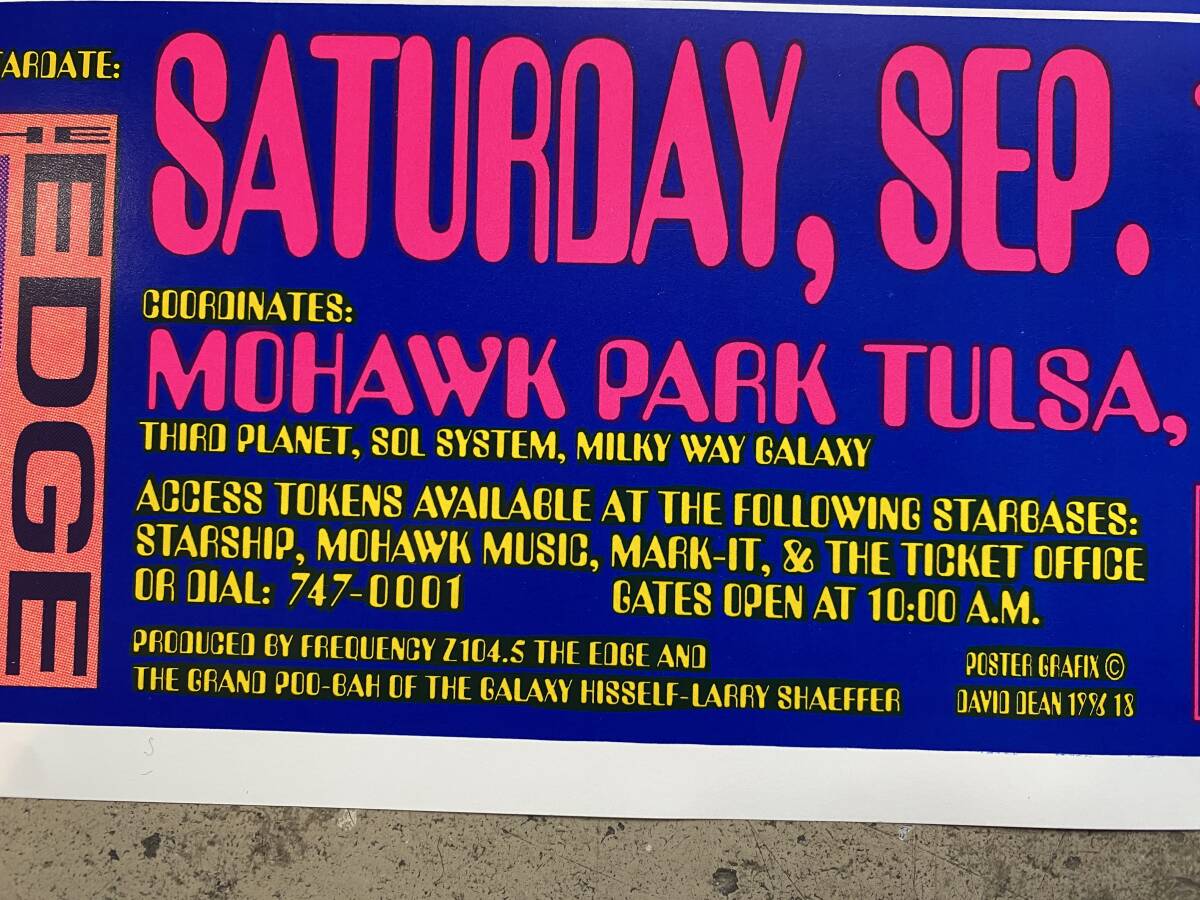 TARDATE:
SATURDAY, SEP.
THE EDGE
COORDINATES:
MOHAWK PARK TULSA,
THIRD PLANET, SOL SYSTEM, MILKY WAY GALAXY
ACCESS TOKENS AVAILABLE AT THE FOLLOWING STARBASES:
STARSHIP, MOHAWK MUSIC, MARK-IT, & THE TICKET OFFICE
OR DIAL: 747-0001 GATES OPEN AT 10:00 A.M.
PRODUCED BY FREQUENCY Z104.5 THE EDGE AND
THE GRAND POO-BAH OF THE GALAXY HISSELF-LARRY SHAEFFER
POSTER GRAFIX ©
DAVID DEAN 1996 18